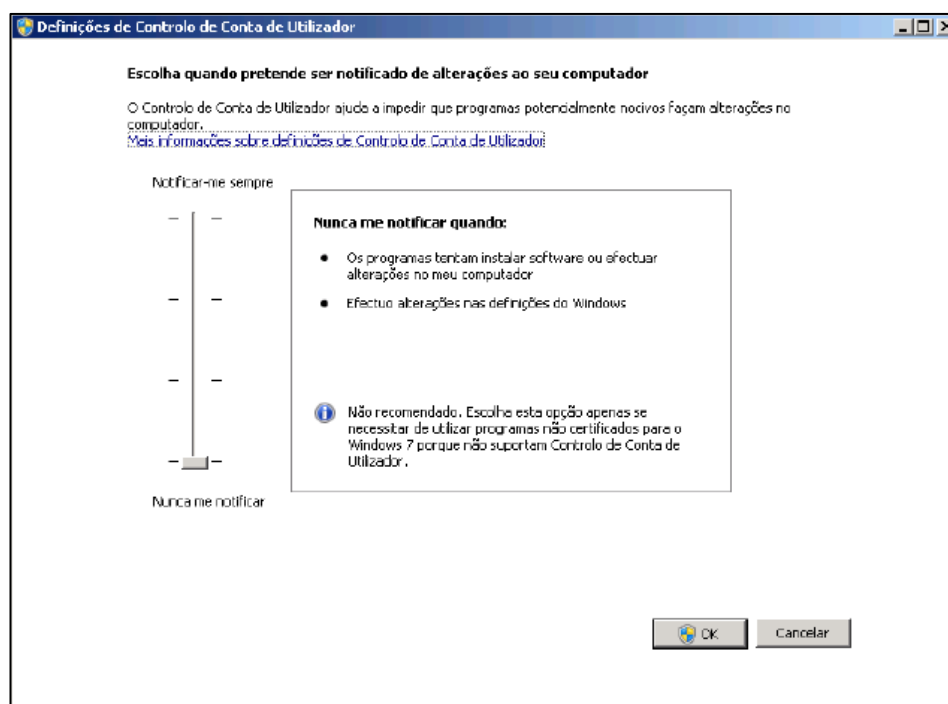 Definições de Controlo de Conta de Utilizador
Escolha quando pretende ser notificado de alterações ao seu computador
O Controlo de Conta de Utilizador ajuda a impedir que programas potencialmente nocivos façam alterações no
computador.
Mais informações sobre definições de Controlo de Conta de Utilizador
Notificar-me sempre
Nunca me notificar quando:
Os programas tentam instalar software ou efectuar
alterações no meu computador
Efectuo alterações nas definições do Windows
Não recomendado. Escolha esta opção apenas se
necessitar de utilizar programas não certificados para o
Windows 7 porque não suportam Controlo de Conta de
Utilizador.
Nunca me notificar
OK
Cancelar